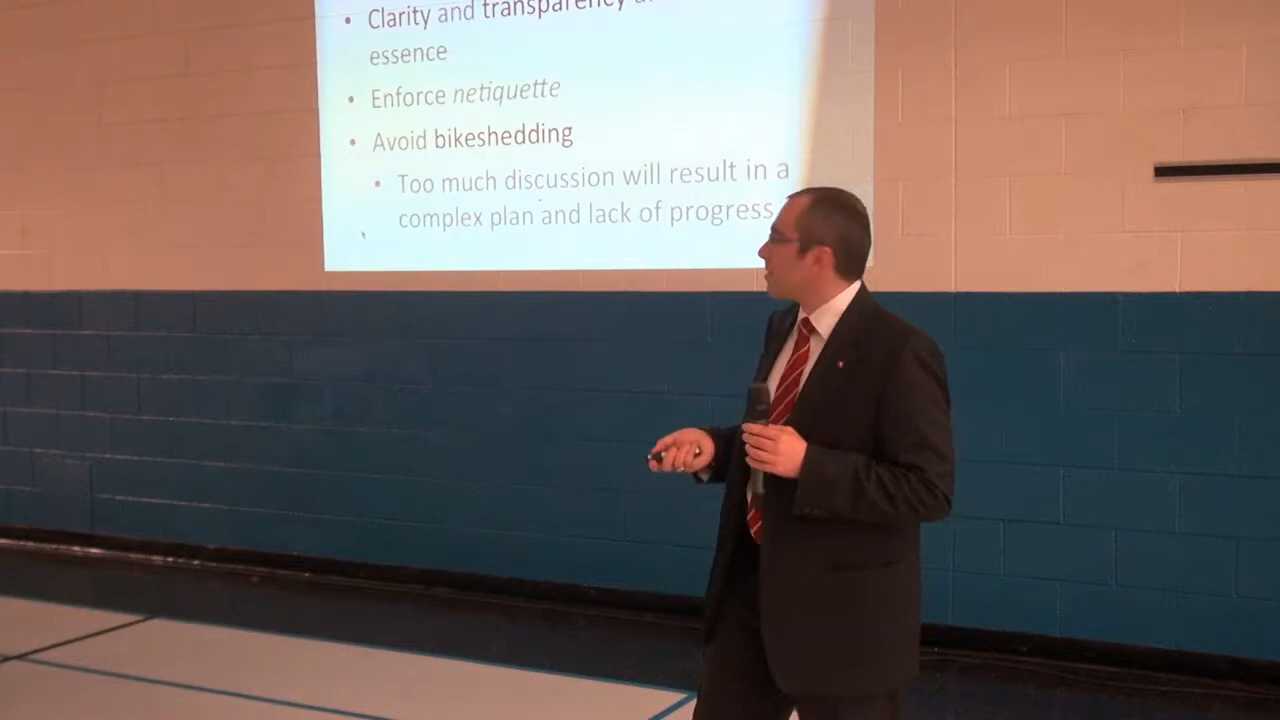 • Clarity and transparency
essence
• Enforce netiquette
• Avoid bikeshedding
• Too much discussion will result in a
complex plan and lack of progress